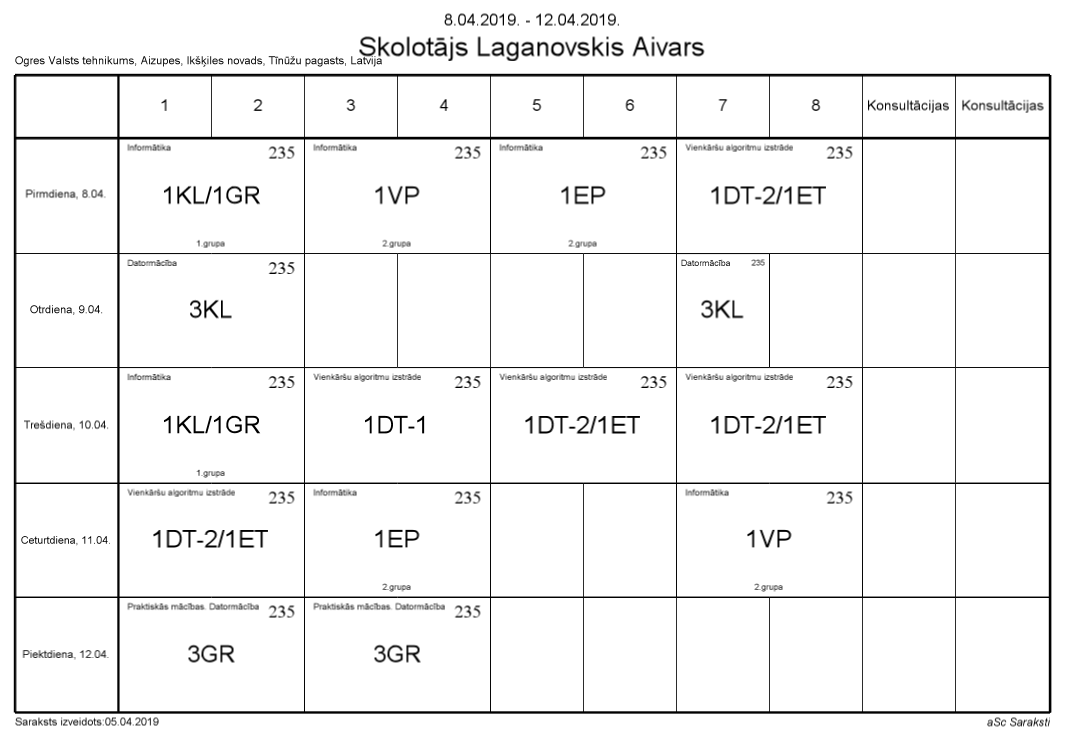 8.04.2019. - 12.04.2019.
Skolotājs Laganovskis Aivars
Ogres Valsts tehnikums, Aizupes, Ikšķiles novads, Tīnūžu pagasts, Latvija
1 2 3 4 5 6 7 8 Konsultācijas Konsultācijas
Informātika 235 Informātika 235 Informātika 235 Vienkāršu algoritmu izstrāde 235
Pirmdiena, 8.04. 1KL/1GR 1VP 1EP 1DT-2/1ET
1.grupa 2.grupa 2.grupa
Datormācība 235 Datormācība 235
Otrdiena, 9.04. 3KL 3KL
Informātika 235 Vienkāršu algoritmu izstrāde 235 Vienkāršu algoritmu izstrāde 235 Vienkāršu algoritmu izstrāde 235
Trešdiena, 10.04. 1KL/1GR 1DT-1 1DT-2/1ET 1DT-2/1ET
1.grupa
Vienkāršu algoritmu izstrāde 235 Informātika 235 Informātika 235
Ceturtdiena, 11.04. 1DT-2/1ET 1EP 1VP
2.grupa 2.grupa
Praktiskās mācības. Datormācība 235 Praktiskās mācības. Datormācība 235
Piektdiena, 12.04. 3GR 3GR
Saraksts izveidots:05.04.2019 aSc Saraksti